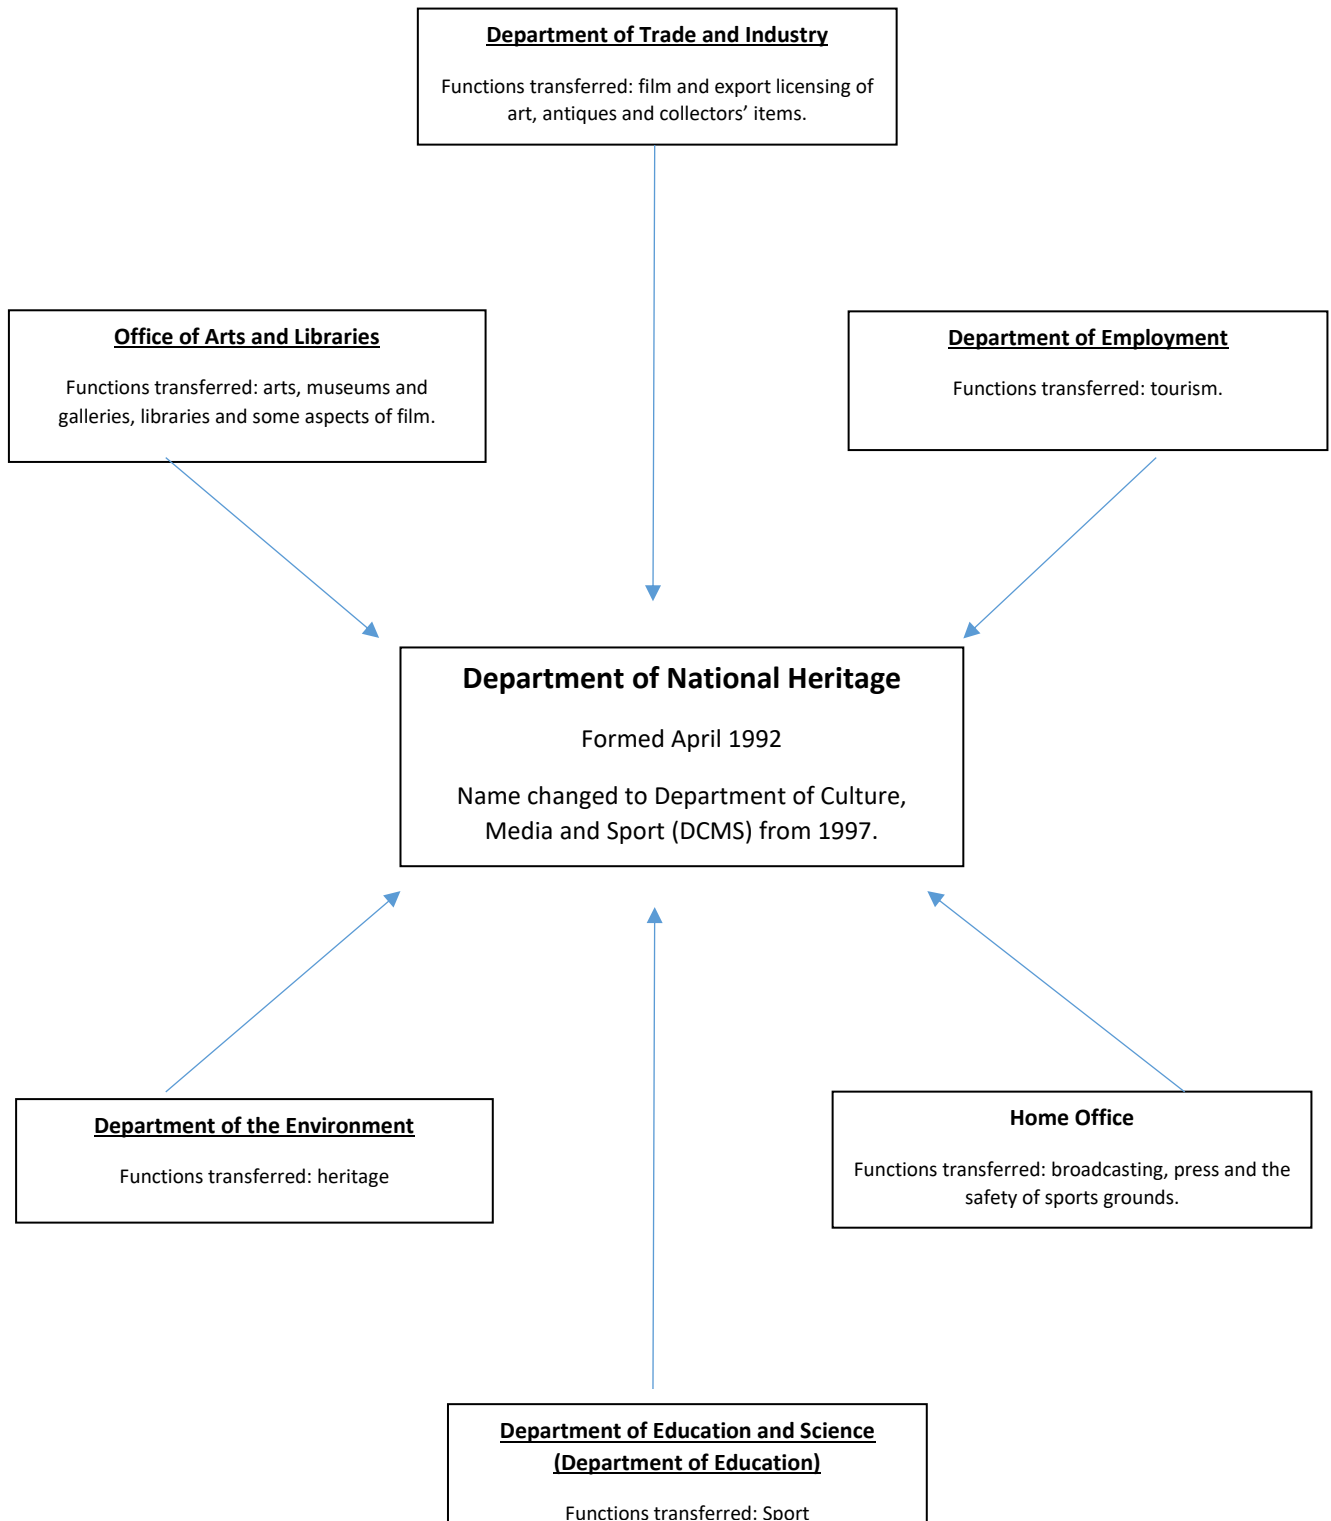 Department of Trade and Industry
Functions transferred: film and export licensing of
art, antiques and collectors’ items.
Office of Arts and Libraries
Functions transferred: arts, museums and
galleries, libraries and some aspects of film.
Department of Employment
Functions transferred: tourism.
Department of National Heritage
Formed April 1992
Name changed to Department of Culture,
Media and Sport (DCMS) from 1997.
Department of the Environment
Functions transferred: heritage
Home Office
Functions transferred: broadcasting, press and the
safety of sports grounds.
Department of Education and Science
(Department of Education)
Functions transferred: Sport